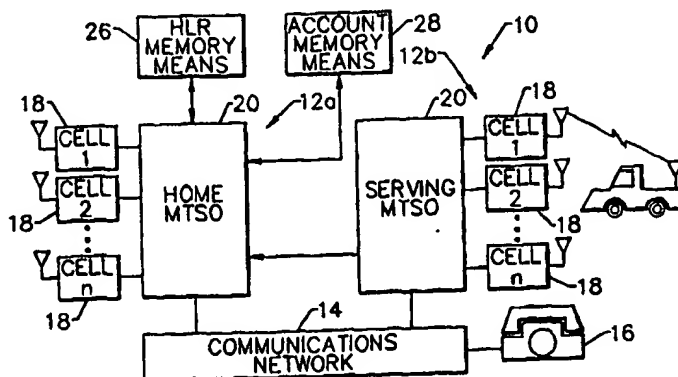 26
HLR
MEMORY
MEANS
ACCOUNT
MEMORY
MEANS
28
10
12a
12b
18
CELL
1
18
CELL
2
18
CELL
n
20
HOME
MTSO
20
SERVING
MTSO
18
CELL
1
CELL
2
18
CELL
n
18
14
COMMUNICATIONS
NETWORK
16